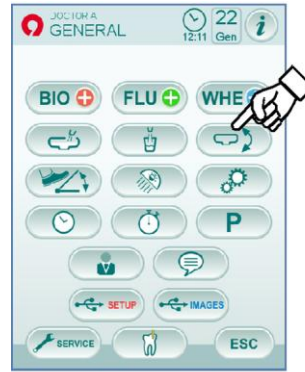 DOCTOR A
GENERAL
12:11
22
Gen
i
BIO
FLU
WHE
P
SETUP
IMAGES
SERVICE
ESC